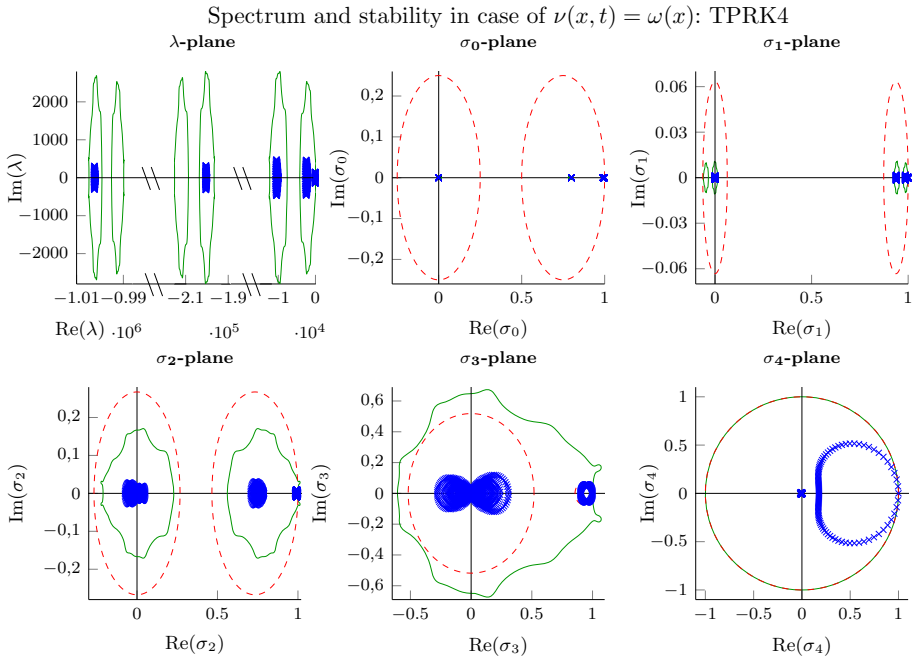 Spectrum and stability in case of ν(x, t) = ω(x): TPRK4
λ-plane
σ₀-plane
σ₁-plane
2000
1000
0
−1000
−2000
Im(λ)
−1.01 −0.99 −2.1 −1.9 −1 0
Re(λ) ·10⁶ ·10⁵ ·10⁴
0,2
0,1
0
−0,1
−0.2
Im(σ₀)
0 0.5 1
Re(σ₀)
0.06
0.03
0
−0.03
−0.06
Im(σ₁)
0 0.5 1
Re(σ₁)
σ₂-plane
σ₃-plane
σ₄-plane
0,2
0,1
0
−0,1
−0,2
Im(σ₂)
0 0.5 1
Re(σ₂)
0,6
0.4
0.2
0
−0.2
−0.4
−0,6
Im(σ₃)
−0.5 0 0.5 1
Re(σ₃)
1
0.5
0
−0.5
−1
Im(σ₄)
−1 −0.5 0 0.5 1
Re(σ₄)